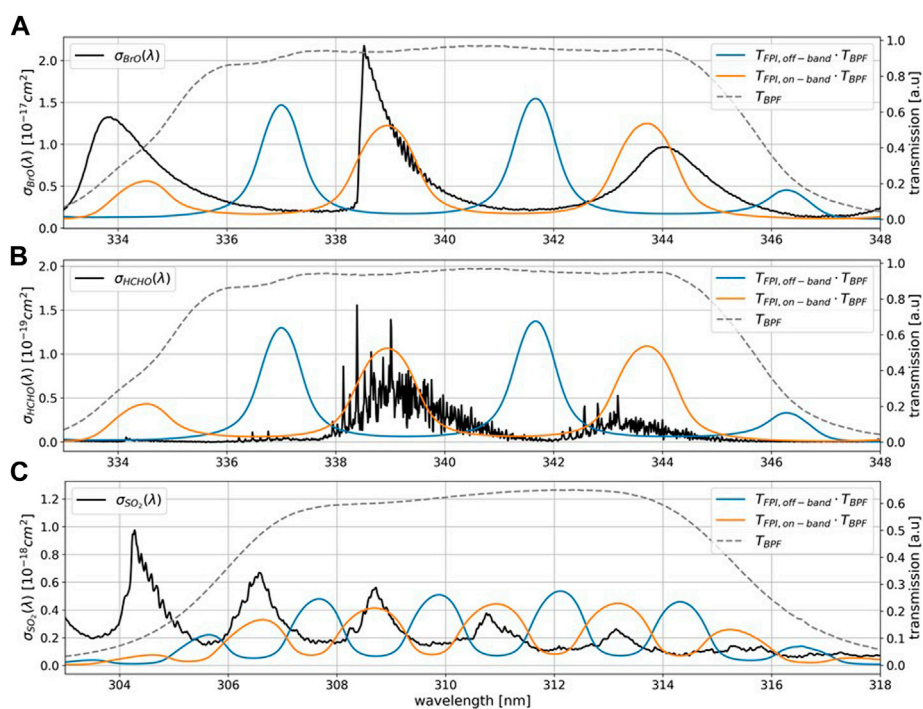 A
σBrO(λ)
TFPI, off−band · TBPF
TFPI, on−band · TBPF
TBPF
σBrO(λ) [10−17cm2]
2.0
1.5
1.0
0.5
0.0
1.0
0.8
0.6
0.4
0.2
0.0
transmission [a.u]
334 336 338 340 342 344 346 348
B
σHCHO(λ)
TFPI, off−band · TBPF
TFPI, on−band · TBPF
TBPF
σHCHO(λ) [10−19cm2]
2.0
1.5
1.0
0.5
0.0
1.0
0.8
0.6
0.4
0.2
0.0
transmission [a.u]
334 336 338 340 342 344 346 348
C
σSO2(λ)
TFPI, off−band · TBPF
TFPI, on−band · TBPF
TBPF
σSO2(λ) [10−18cm2]
1.2
1.0
0.8
0.6
0.4
0.2
0.0
0.6
0.5
0.4
0.3
0.2
0.1
0.0
transmission [a.u]
304 306 308 310 312 314 316 318
wavelength [nm]